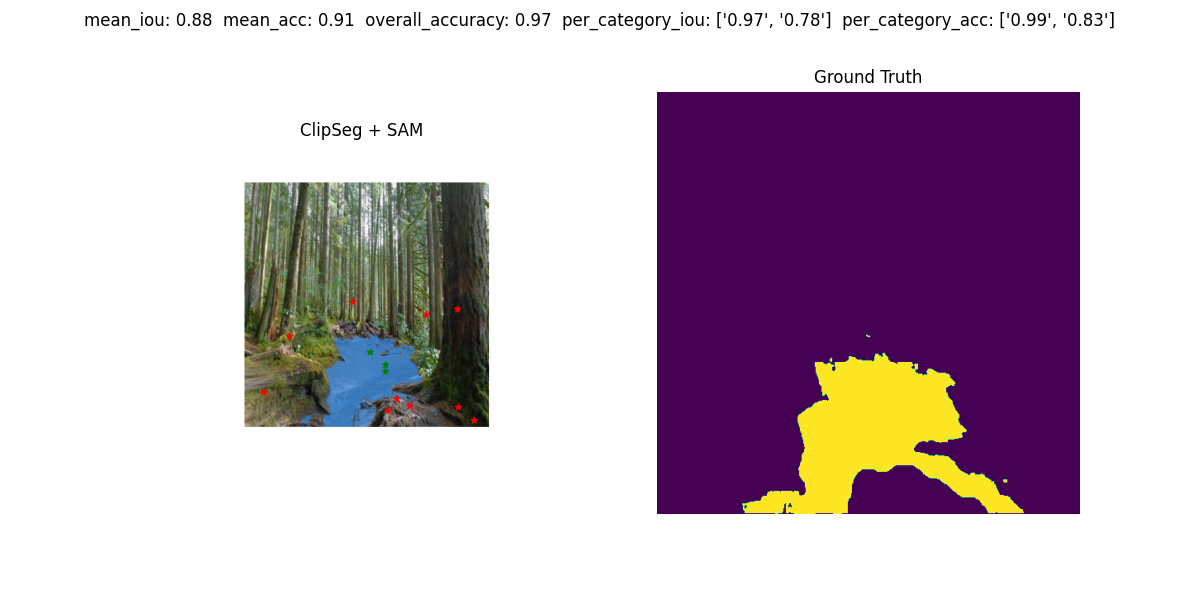 mean_iou: 0.88  mean_acc: 0.91  overall_accuracy: 0.97  per_category_iou: ['0.97', '0.78']  per_category_acc: ['0.99', '0.83']
Ground Truth
ClipSeg + SAM